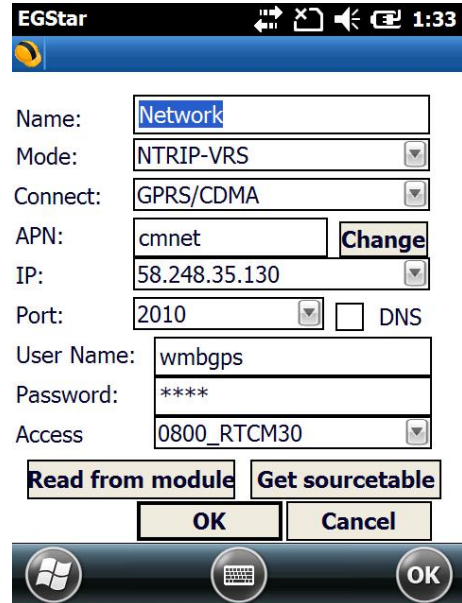 EGStar 1:33
Name: Network
Mode: NTRIP-VRS
Connect: GPRS/CDMA
APN: cmnet Change
IP: 58.248.35.130
Port: 2010 DNS
User Name: wmbgps
Password: ****
Access 0800_RTCM30
Read from module Get sourcetable
OK Cancel
OK